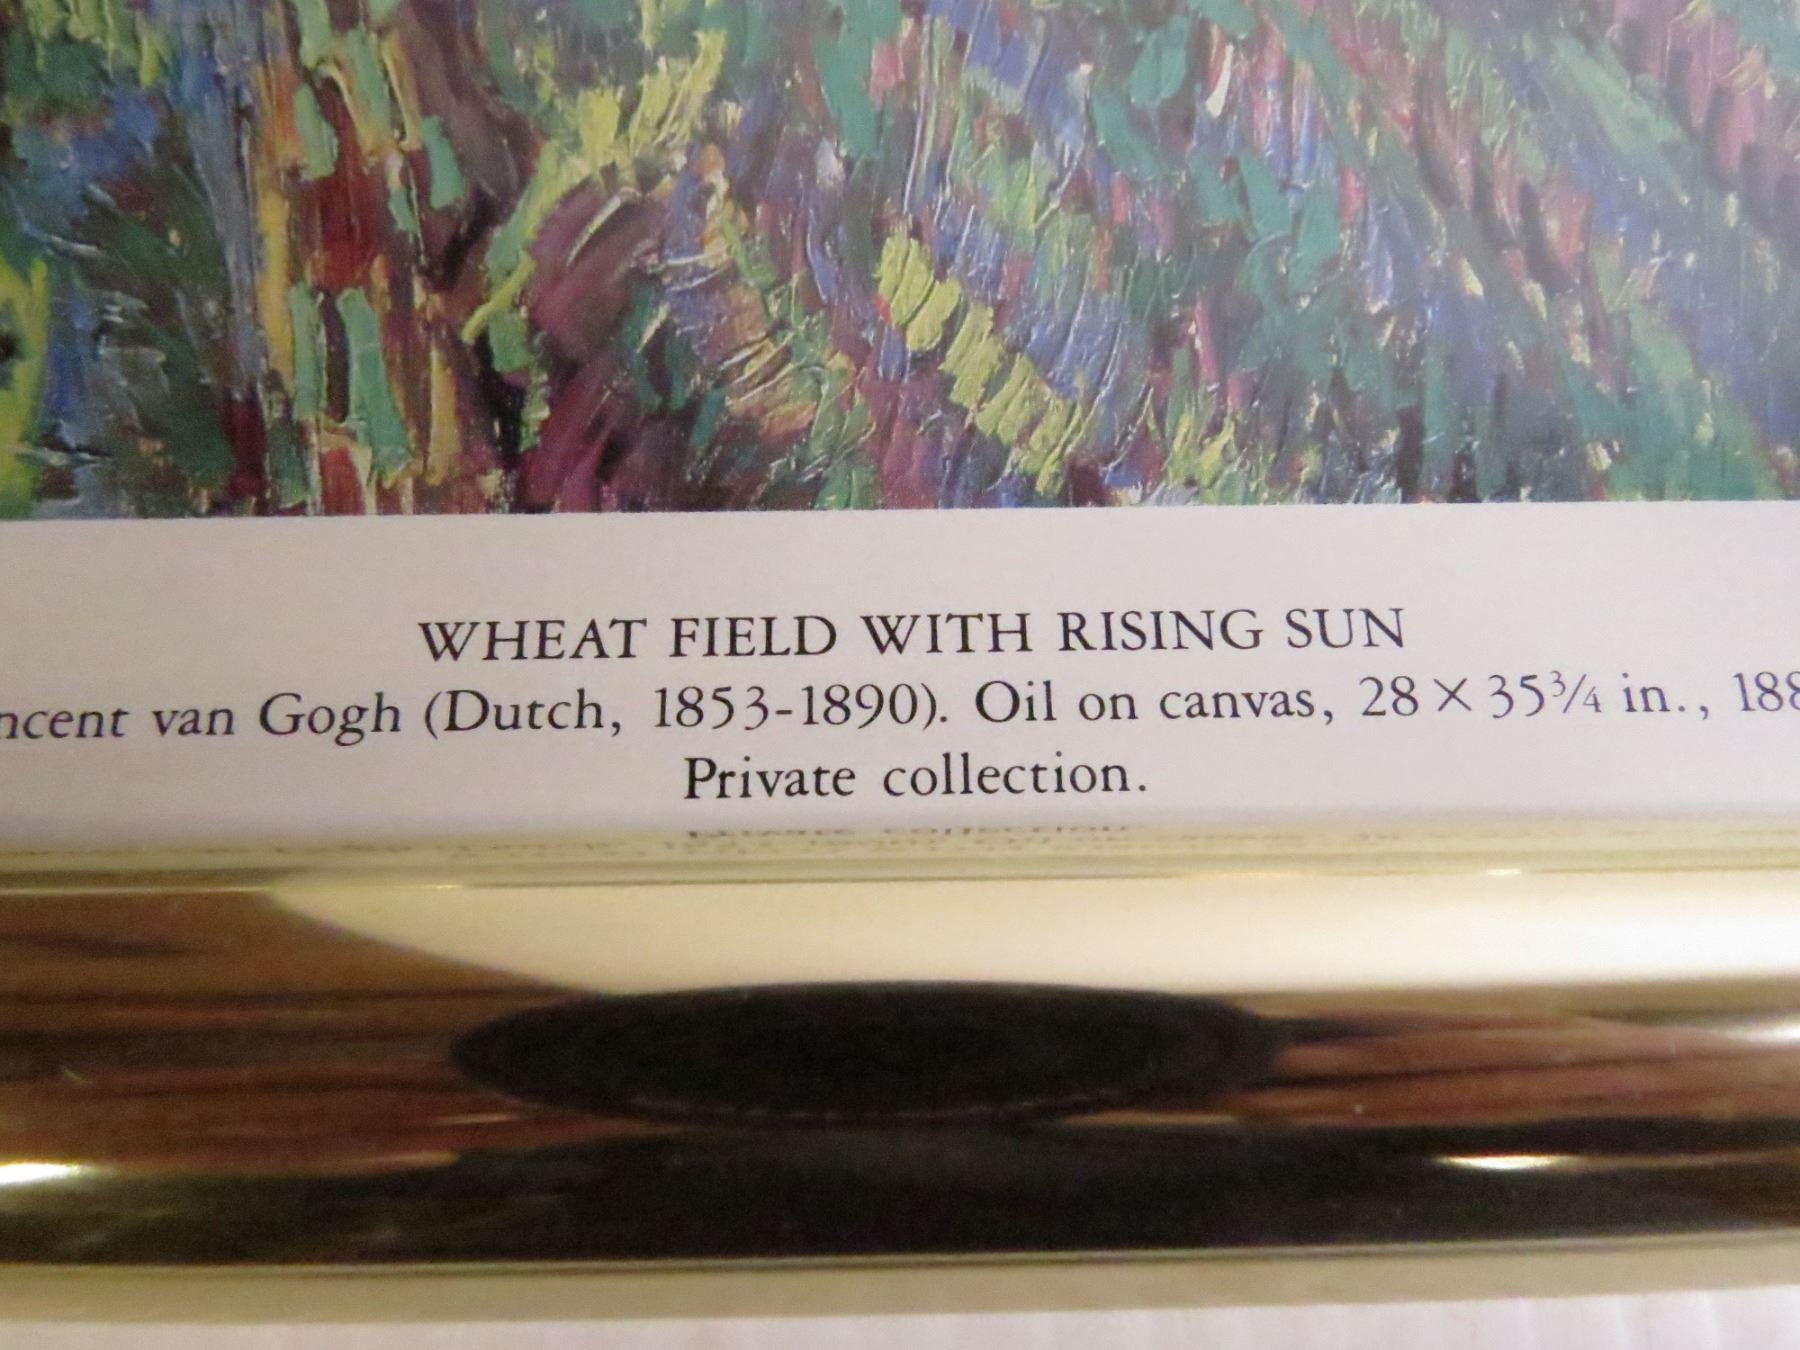 WHEAT FIELD WITH RISING SUN
ncent van Gogh (Dutch, 1853-1890). Oil on canvas, 28 × 35¾ in., 188
Private collection.